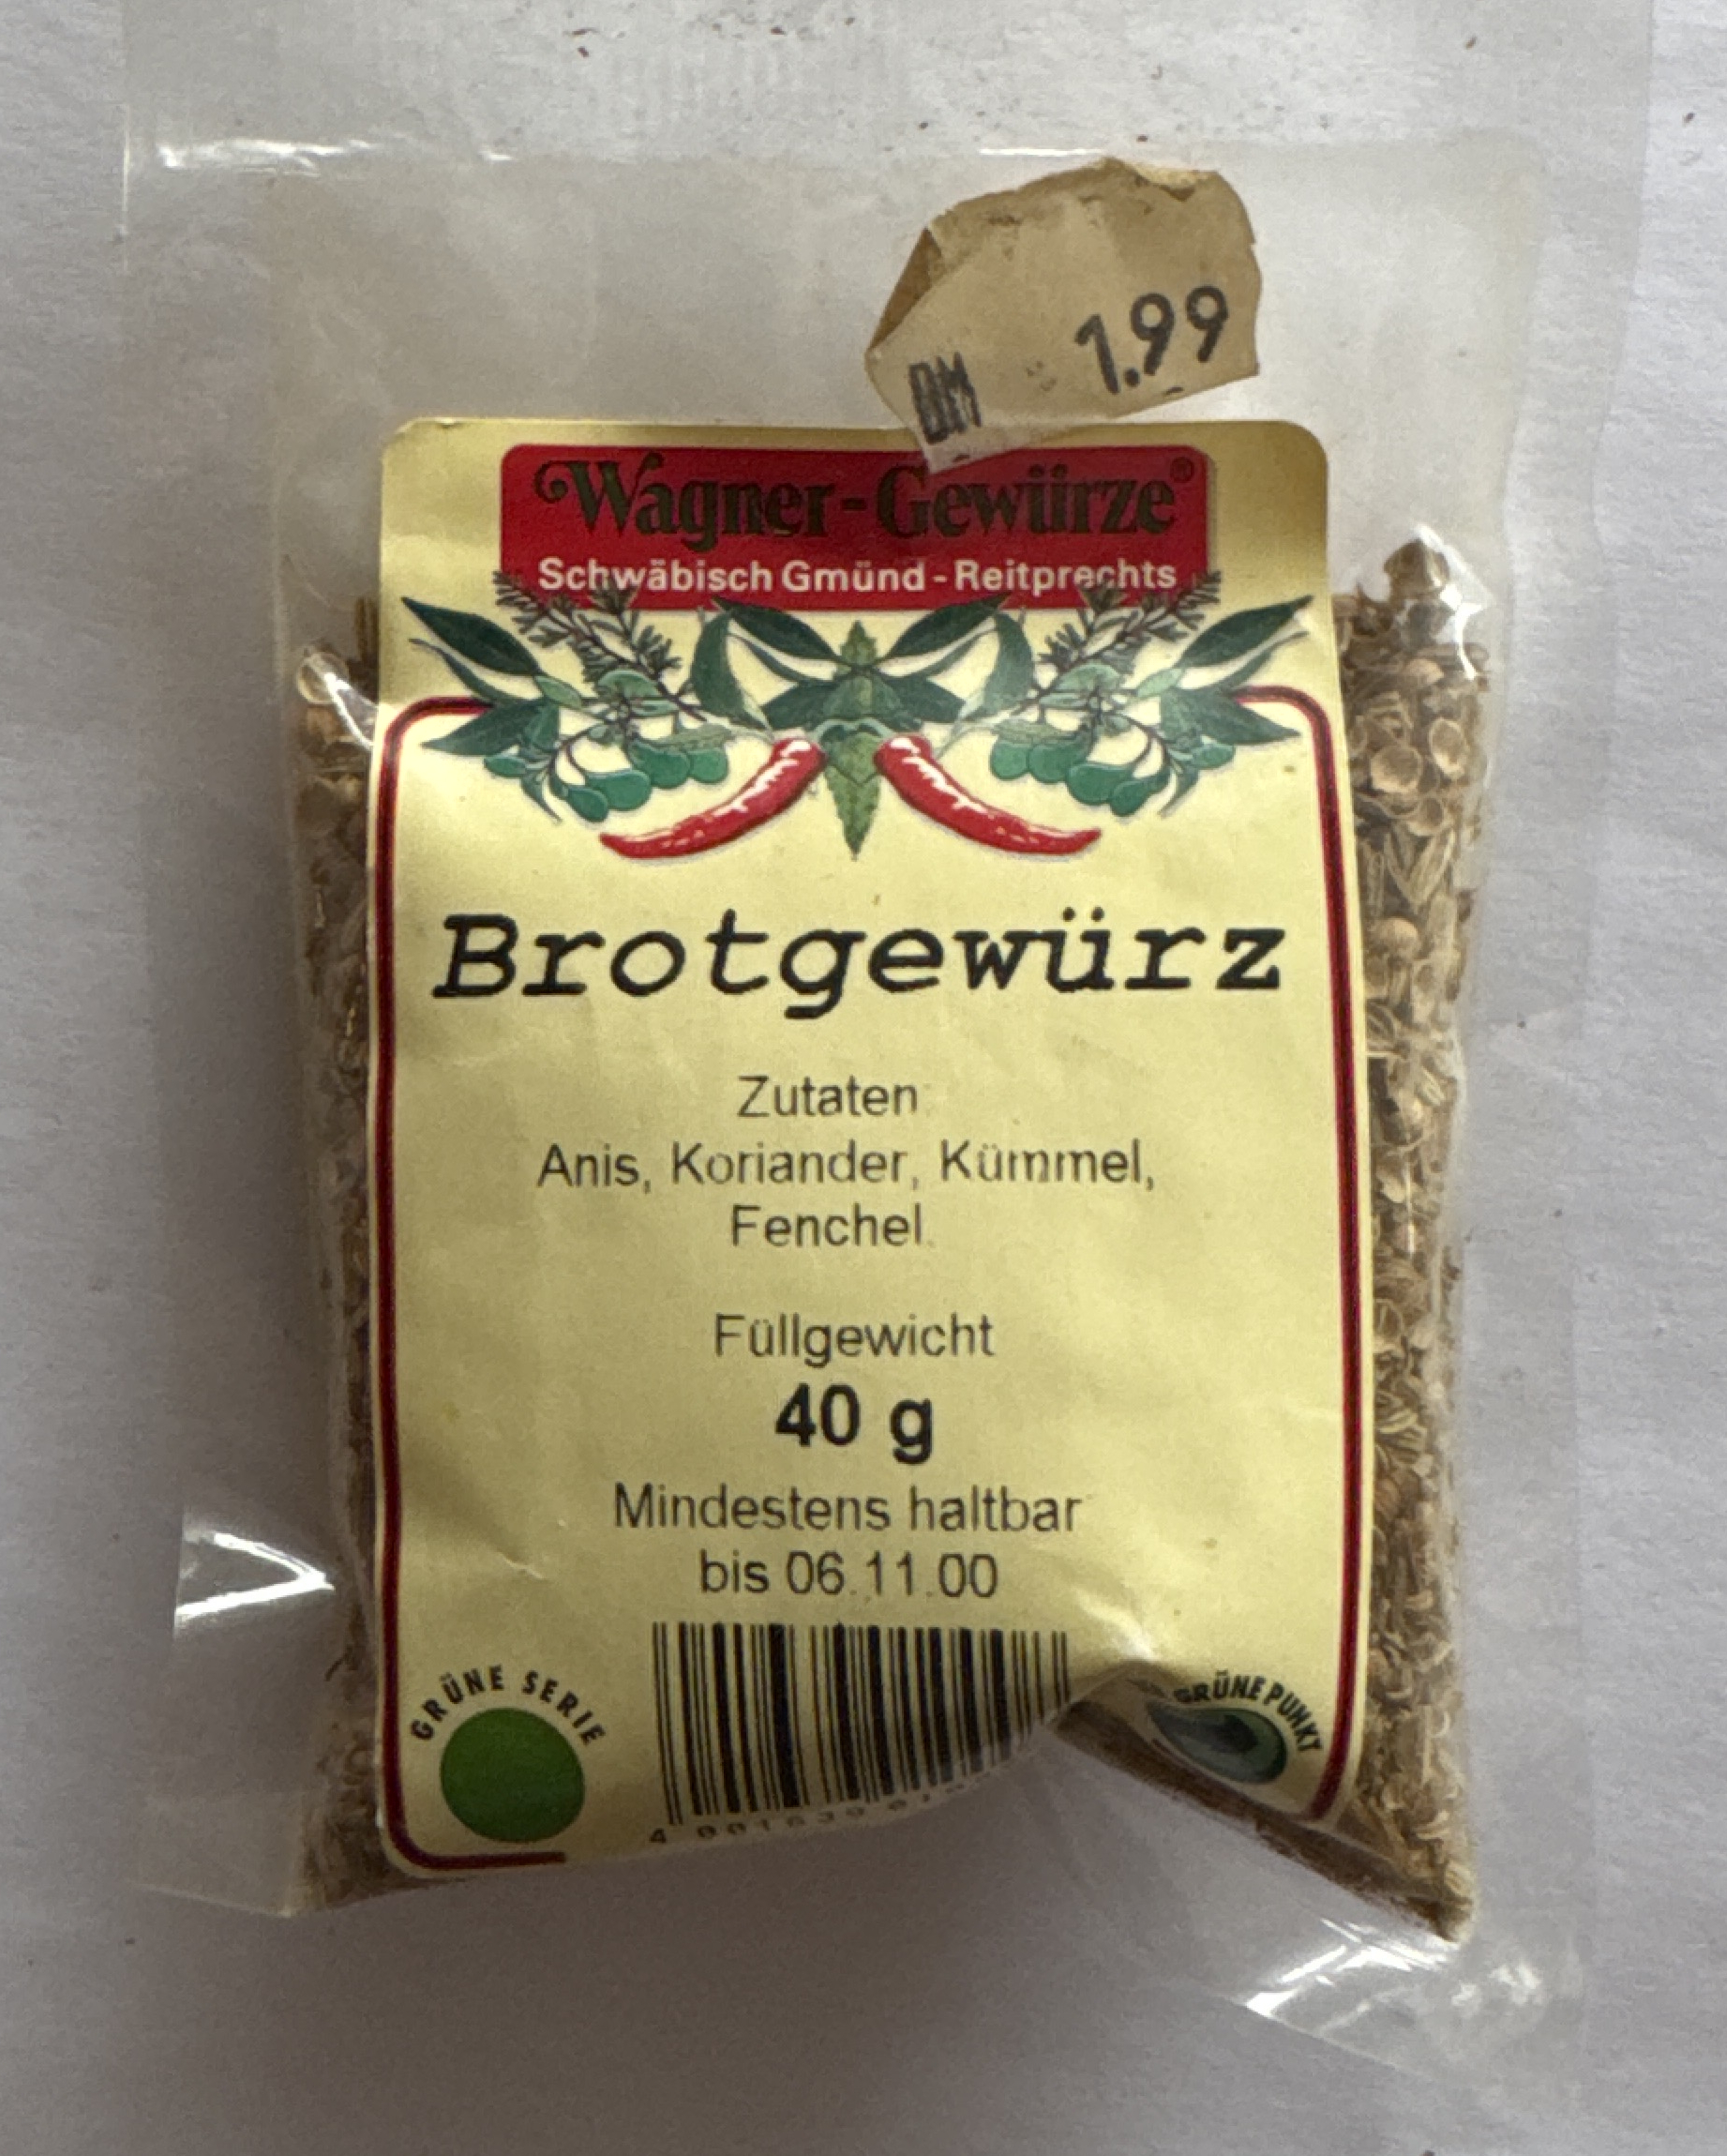 DM 1.99
Wagner-Gewürze®
Schwäbisch Gmünd - Reitprechts
Brotgewürz
Zutaten:
Anis, Koriander, Kümmel,
Fenchel.
Füllgewicht
40 g
Mindestens haltbar
bis 06.11.00
GRÜNE SERIE
GRÜNE PUNKT